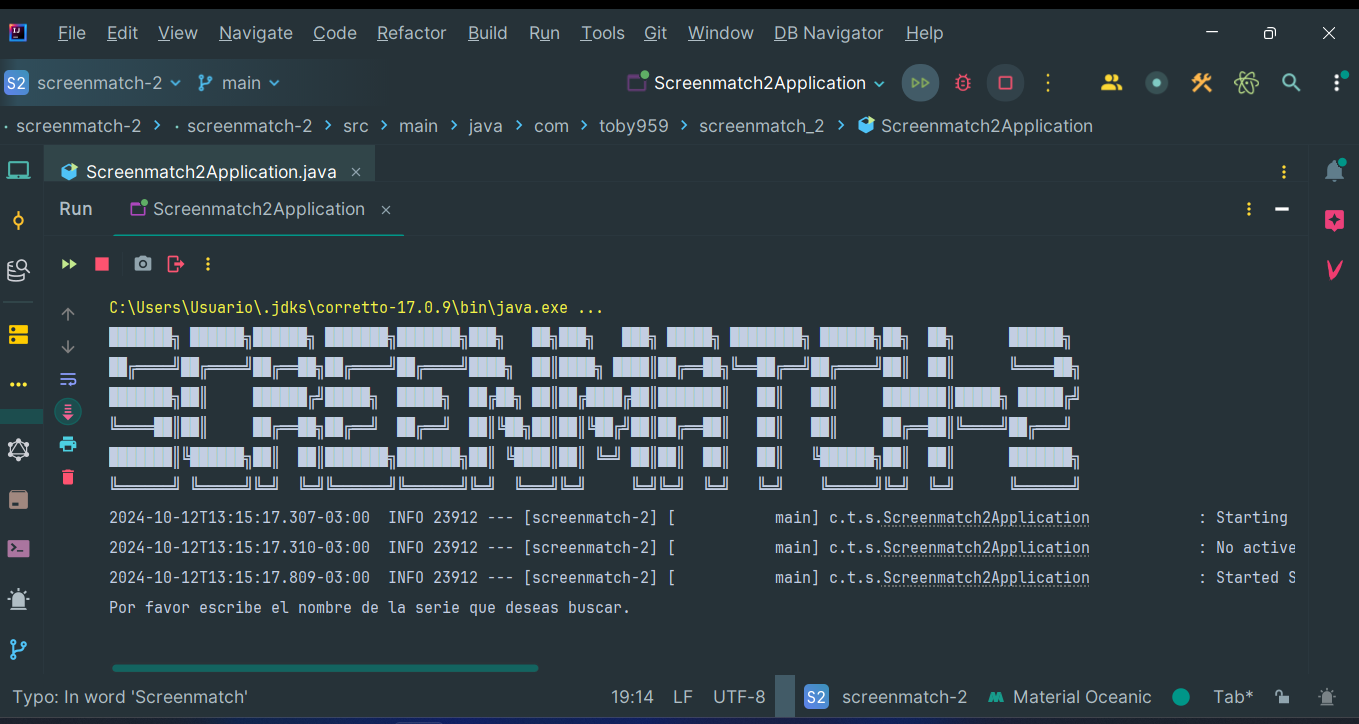 File Edit View Navigate Code Refactor Build Run Tools Git Window DB Navigator Help
S2 screenmatch-2 main Screenmatch2Application
screenmatch-2 > screenmatch-2 > src > main > java > com > toby959 > screenmatch_2 > Screenmatch2Application
Screenmatch2Application.java ×
Run Screenmatch2Application ×
C:\Users\Usuario\.jdks\corretto-17.0.9\bin\java.exe ...
SCREENMATCH-2
2024-10-12T13:15:17.307-03:00  INFO 23912 --- [screenmatch-2] [           main] c.t.s.Screenmatch2Application            : Starting
2024-10-12T13:15:17.310-03:00  INFO 23912 --- [screenmatch-2] [           main] c.t.s.Screenmatch2Application            : No active
2024-10-12T13:15:17.809-03:00  INFO 23912 --- [screenmatch-2] [           main] c.t.s.Screenmatch2Application            : Started S
Por favor escribe el nombre de la serie que deseas buscar.
Typo: In word 'Screenmatch' 19:14 LF UTF-8 S2 screenmatch-2 Material Oceanic Tab*